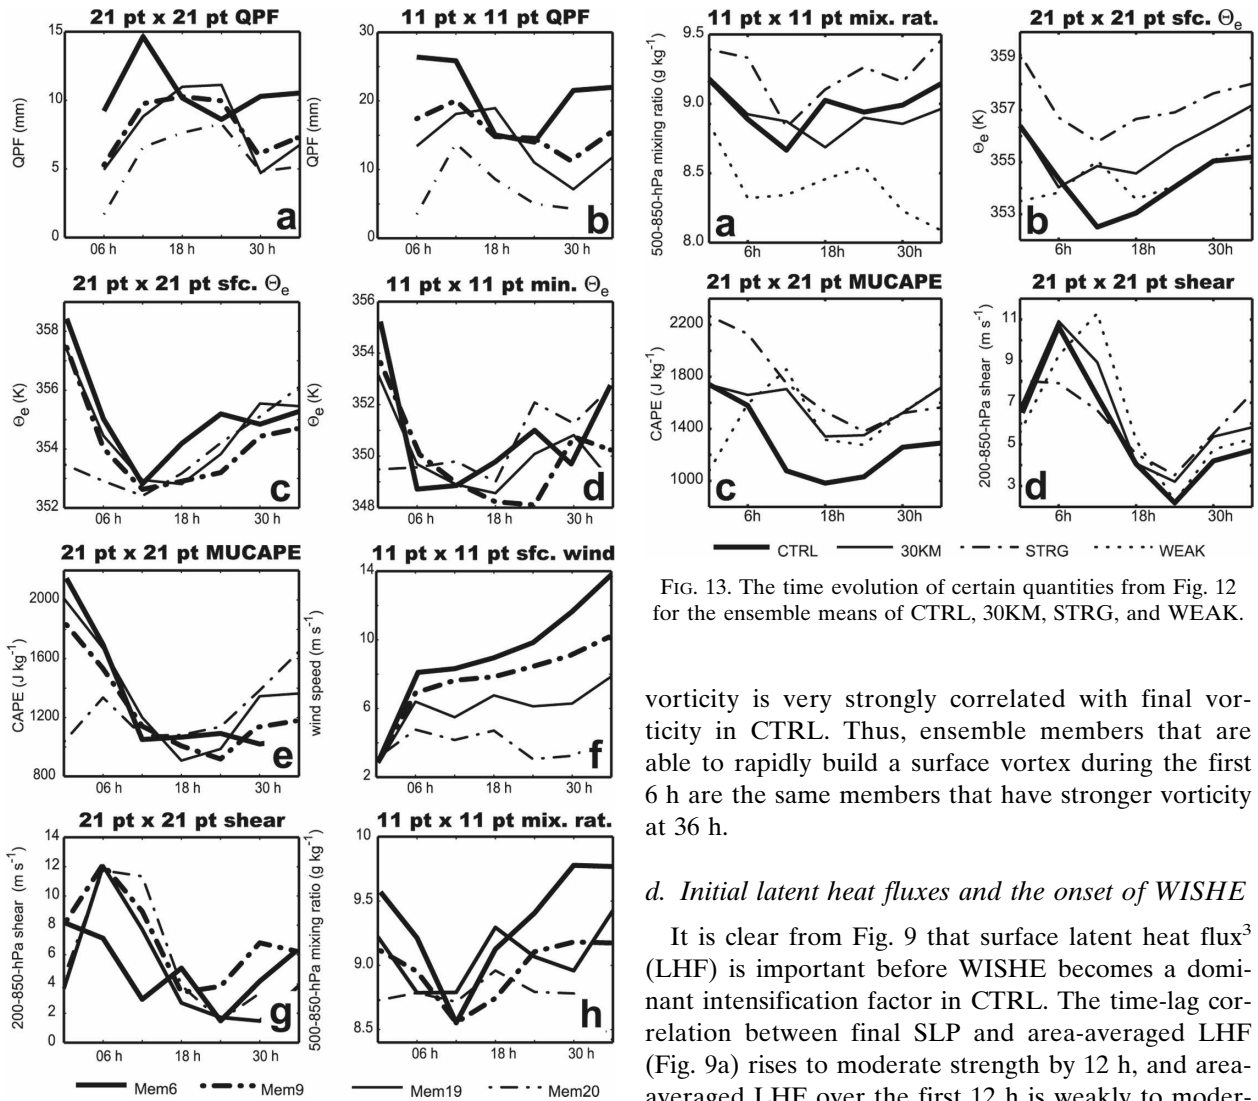 21 pt x 21 pt QPF
15
10
5
0
QPF (mm)
06 h
18 h
30 h
a
11 pt x 11 pt QPF
30
20
10
0
QPF (mm)
06 h
18 h
30 h
b
21 pt x 21 pt sfc. Θe
358
356
354
352
Θe (K)
06 h
18 h
30 h
c
11 pt x 11 pt min. Θe
356
354
352
350
348
Θe (K)
06 h
18 h
30 h
d
21 pt x 21 pt MUCAPE
2000
1600
1200
800
CAPE (J kg-1)
06 h
18 h
30 h
e
11 pt x 11 pt sfc. wind
14
10
6
2
wind speed (m s-1)
06 h
18 h
30 h
f
21 pt x 21 pt shear
14
12
10
8
6
4
2
0
200-850-hPa shear (m s-1)
06 h
18 h
30 h
g
11 pt x 11 pt mix. rat.
10
9.5
9.0
8.5
500-850-hPa mixing ratio (g kg-1)
06 h
18 h
30 h
h
Mem6
Mem9
Mem19
Mem20
11 pt x 11 pt mix. rat.
9.5
9.0
8.5
8.0
500-850-hPa mixing ratio (g kg-1)
6h
18h
30h
a
21 pt x 21 pt sfc. Θe
359
357
355
353
Θe (K)
6h
18h
30h
b
21 pt x 21 pt MUCAPE
2200
1800
1400
1000
CAPE (J kg-1)
6h
18h
30h
c
21 pt x 21 pt shear
11
9
7
5
3
200-850-hPa shear (m s-1)
6h
18h
30h
d
CTRL
30KM
STRG
WEAK
FIG. 13. The time evolution of certain quantities from Fig. 12
for the ensemble means of CTRL, 30KM, STRG, and WEAK.
vorticity is very strongly correlated with final vor-
ticity in CTRL. Thus, ensemble members that are
able to rapidly build a surface vortex during the first
6 h are the same members that have stronger vorticity
at 36 h.
d. Initial latent heat fluxes and the onset of WISHE
It is clear from Fig. 9 that surface latent heat flux3
(LHF) is important before WISHE becomes a domi-
nant intensification factor in CTRL. The time-lag cor-
relation between final SLP and area-averaged LHF
(Fig. 9a) rises to moderate strength by 12 h, and area-
averaged LHF over the first 12 h is weakly to moder-